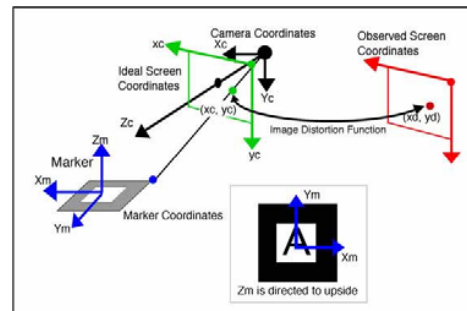 Camera Coordinates
Observed Screen
Coordinates
xc
Xc
Ideal Screen
Coordinates
Yc
(xc, yc)
(xd, yd)
Image Distortion Function
Zc
yc
Zm
Marker
Xm
Ym
Marker Coordinates
Ym
A
Xm
Zm is directed to upside